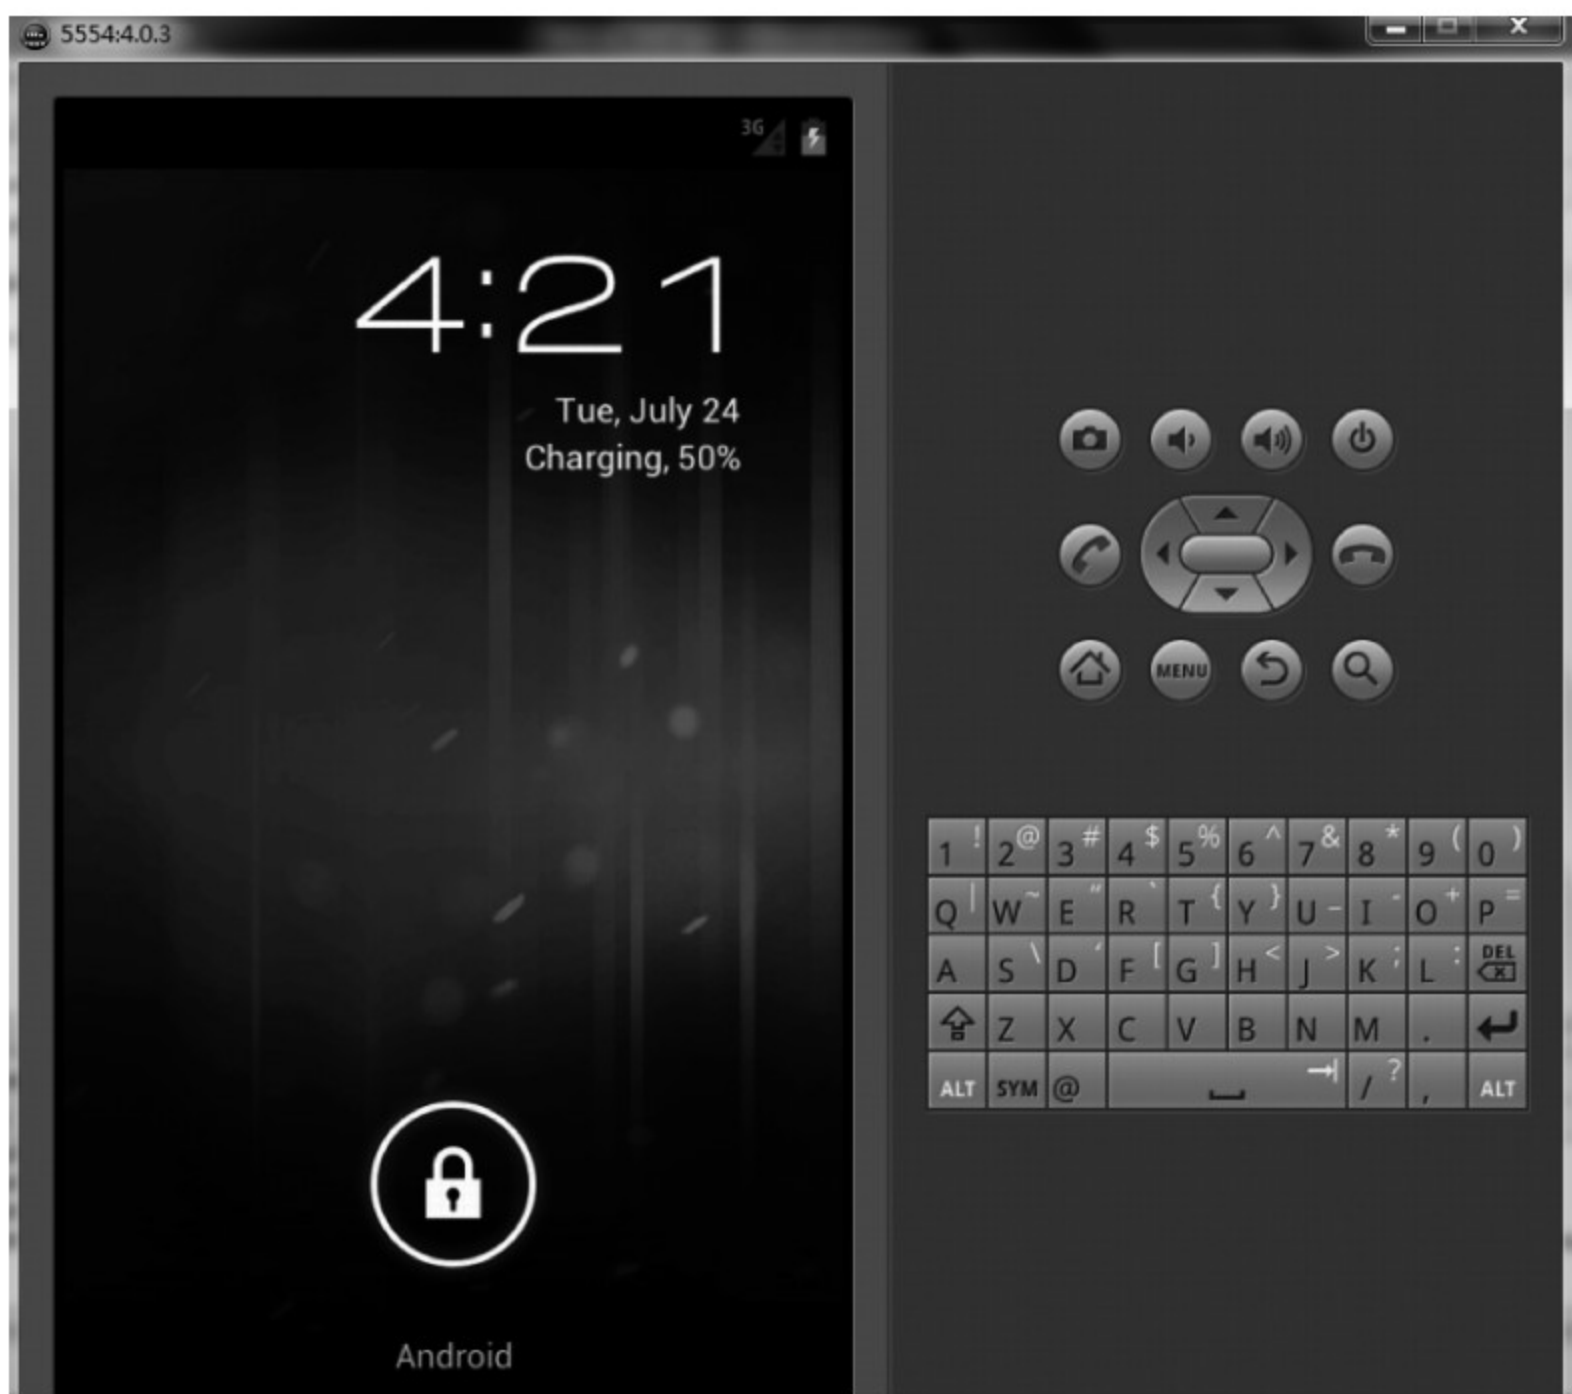 5554:4.0.3
3G
4:21
Tue, July 24
Charging, 50%
Android
MENU
1 ! 2 @ 3 # 4 $ 5 % 6 ^ 7 & 8 * 9 ( 0 )
Q | W ~ E " R ` T { Y } U _ I - O + P =
A S \ D ' F [ G ] H < J > K ; L : DEL
Z X C V B N M .
ALT SYM @ / ? , ALT